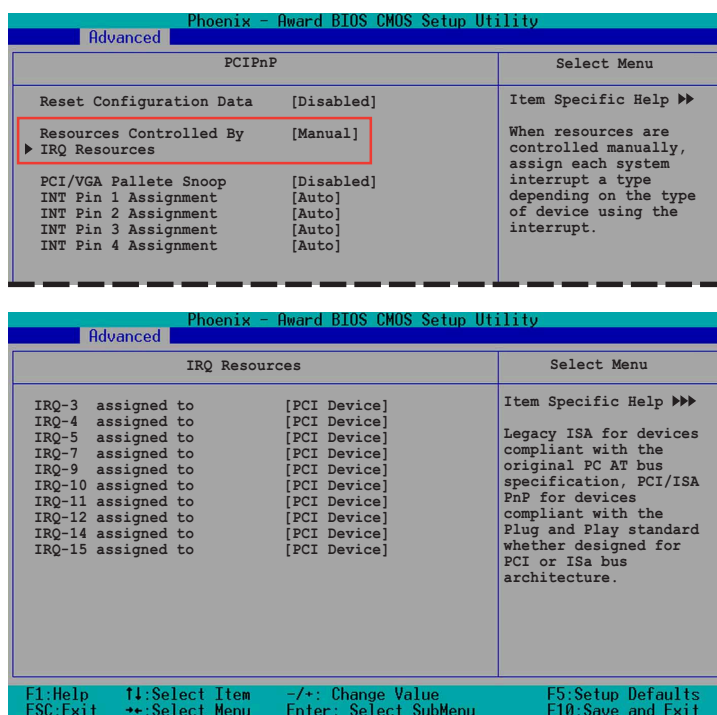 Phoenix - Award BIOS CMOS Setup Utility
Advanced
PCIPnP
Select Menu
Reset Configuration Data [Disabled]
Resources Controlled By [Manual]
▶ IRQ Resources
PCI/VGA Pallete Snoop [Disabled]
INT Pin 1 Assignment [Auto]
INT Pin 2 Assignment [Auto]
INT Pin 3 Assignment [Auto]
INT Pin 4 Assignment [Auto]
Item Specific Help ▶▶
When resources are
controlled manually,
assign each system
interrupt a type
depending on the type
of device using the
interrupt.
Phoenix - Award BIOS CMOS Setup Utility
Advanced
IRQ Resources
Select Menu
IRQ-3 assigned to [PCI Device]
IRQ-4 assigned to [PCI Device]
IRQ-5 assigned to [PCI Device]
IRQ-7 assigned to [PCI Device]
IRQ-9 assigned to [PCI Device]
IRQ-10 assigned to [PCI Device]
IRQ-11 assigned to [PCI Device]
IRQ-12 assigned to [PCI Device]
IRQ-14 assigned to [PCI Device]
IRQ-15 assigned to [PCI Device]
Item Specific Help ▶▶▶
Legacy ISA for devices
compliant with the
original PC AT bus
specification, PCI/ISA
PnP for devices
compliant with the
Plug and Play standard
whether designed for
PCI or ISa bus
architecture.
F1:Help ↑↓:Select Item -/+: Change Value F5:Setup Defaults
ESC:Exit →←:Select Menu Enter: Select SubMenu F10:Save and Exit